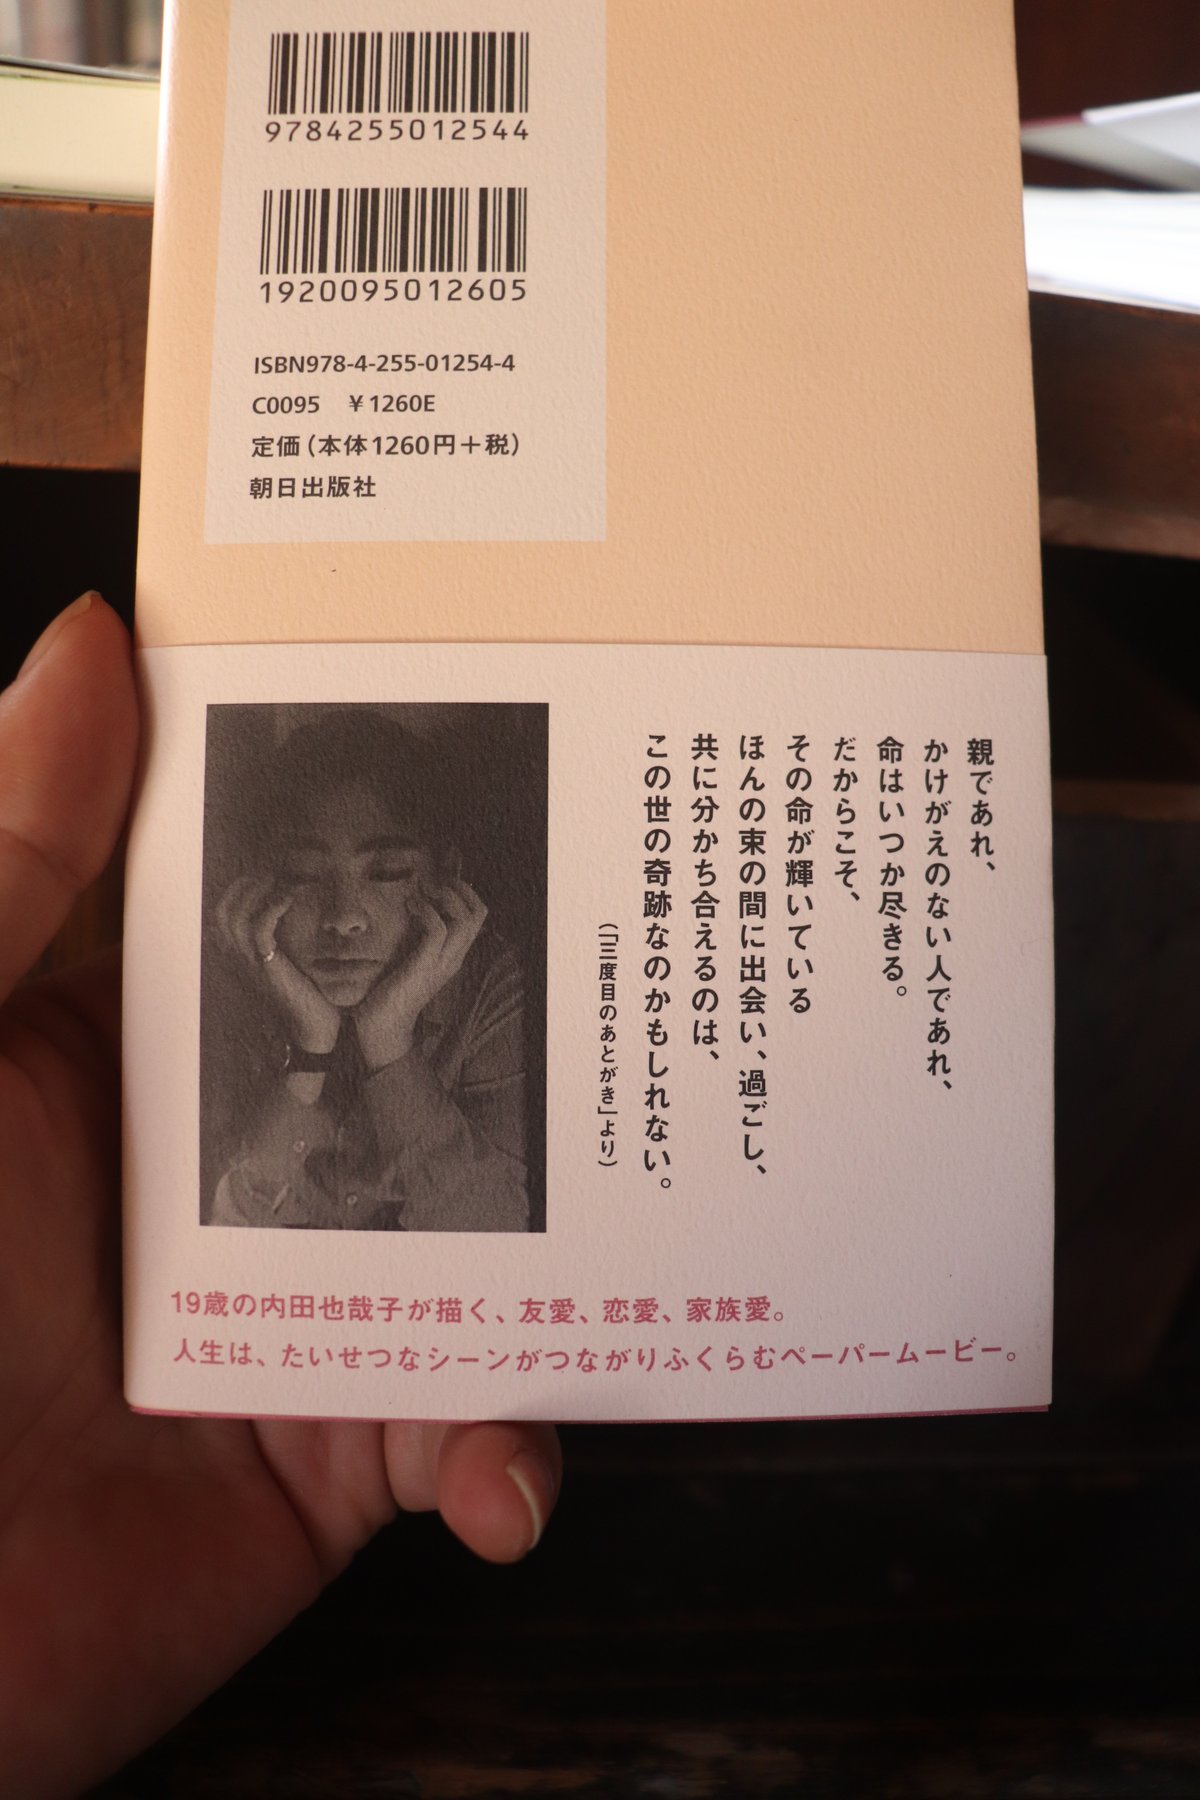 9784255012544
1920095012605
ISBN978-4-255-01254-4
C0095 ¥1260E
定価(本体1260円+税)
朝日出版社
親であれ、
かけがえのない人であれ、
命はいつか尽きる。
だからこそ、
その命が輝いている
ほんの束の間に出会い、過ごし、
共に分かち合えるのは、
この世の奇跡なのかもしれない。
(「三度目のあとがき」より)
19歳の内田也哉子が描く、友愛、恋愛、家族愛。
人生は、たいせつなシーンがつながりふくらむペーパームービー。